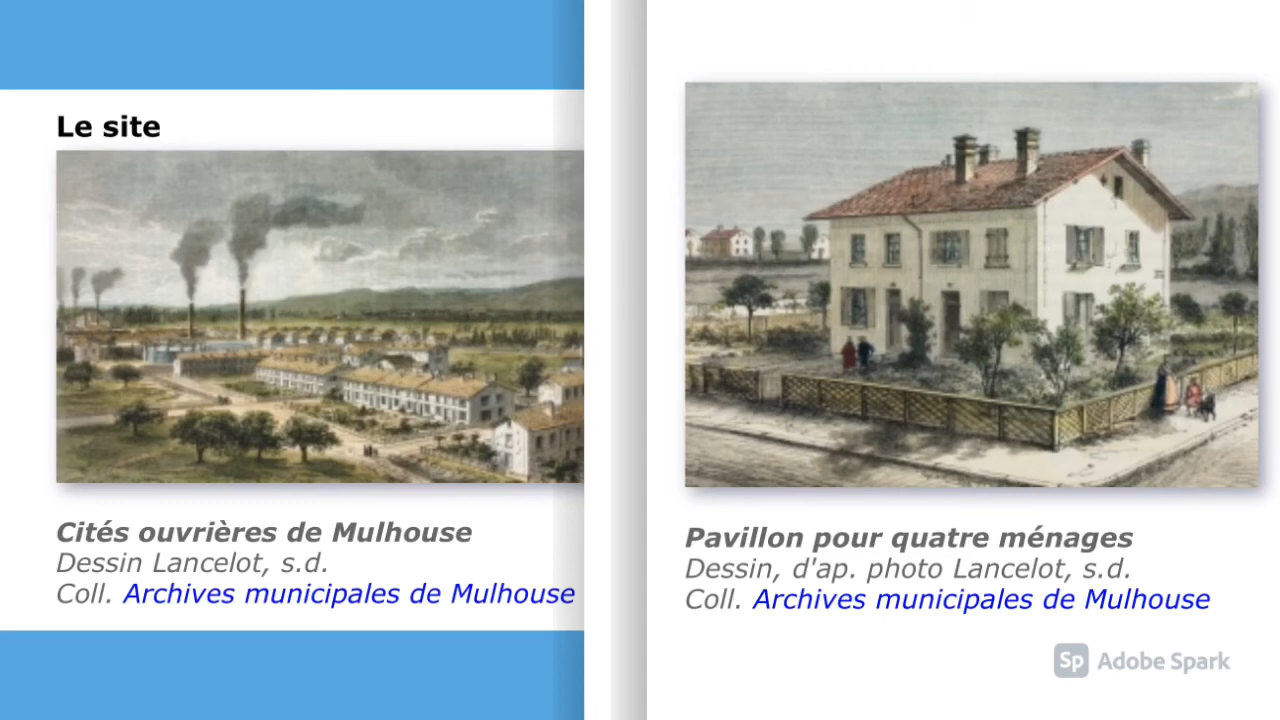 Le site
Cités ouvrières de Mulhouse
Dessin Lancelot, s.d.
Coll. Archives municipales de Mulhouse
Pavillon pour quatre ménages
Dessin, d'ap. photo Lancelot, s.d.
Coll. Archives municipales de Mulhouse
Sp Adobe Spark